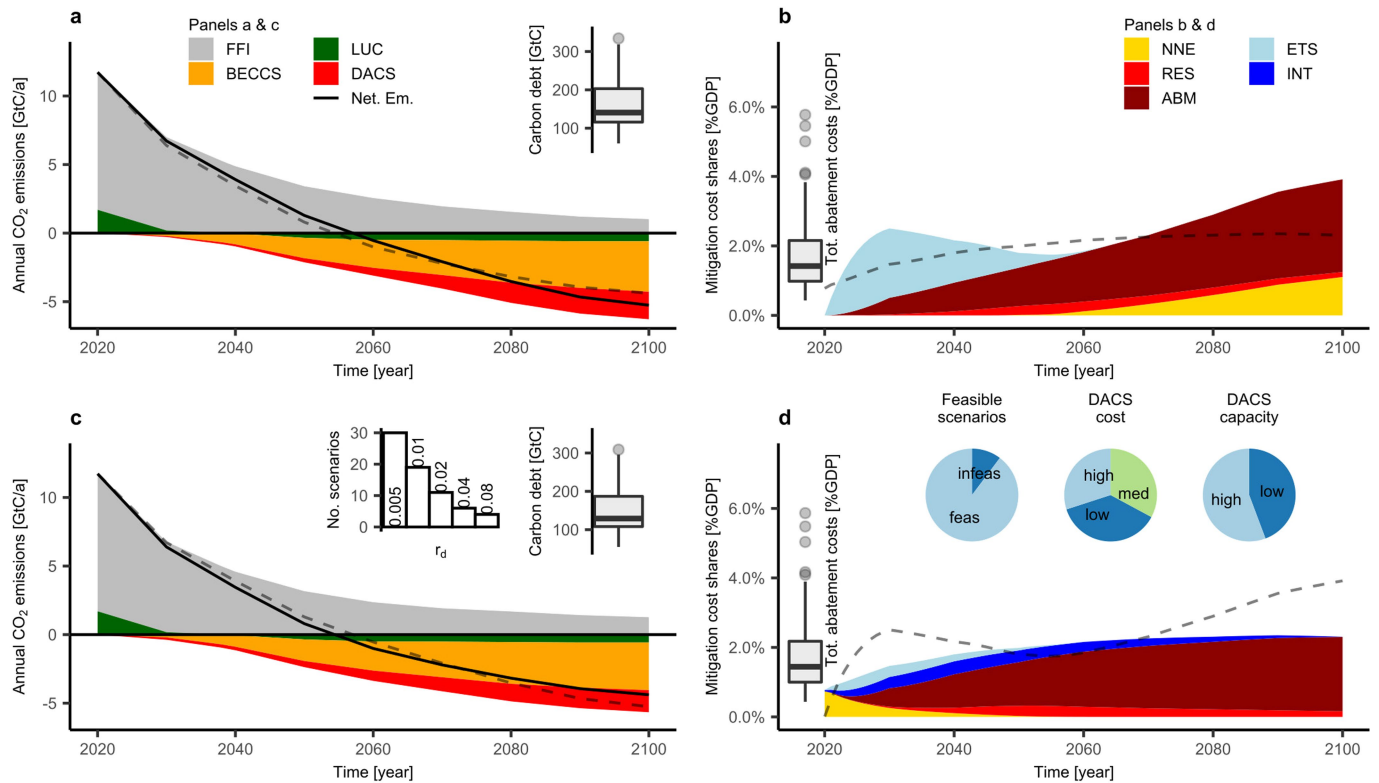 a
Panels a & c
FFI
LUC
BECCS
DACS
Net. Em.
Annual CO2 emissions [GtC/a]
10
5
0
-5
2020
2040
2060
2080
2100
Time [year]
Carbon debt [GtC]
300
200
100
b
Panels b & d
NNE
ETS
RES
INT
ABM
Mitigation cost shares [%GDP]
6.0%
4.0%
2.0%
0.0%
Tot. abatement costs [%GDP]
2020
2040
2060
2080
2100
Time [year]
c
Annual CO2 emissions [GtC/a]
10
5
0
-5
2020
2040
2060
2080
2100
Time [year]
No. scenarios
30
20
10
0
0.005
0.01
0.02
0.04
0.08
rd
Carbon debt [GtC]
300
200
100
d
Feasible
scenarios
infeas
feas
DACS
cost
high
med
low
DACS
capacity
high
low
Mitigation cost shares [%GDP]
6.0%
4.0%
2.0%
0.0%
Tot. abatement costs [%GDP]
2020
2040
2060
2080
2100
Time [year]